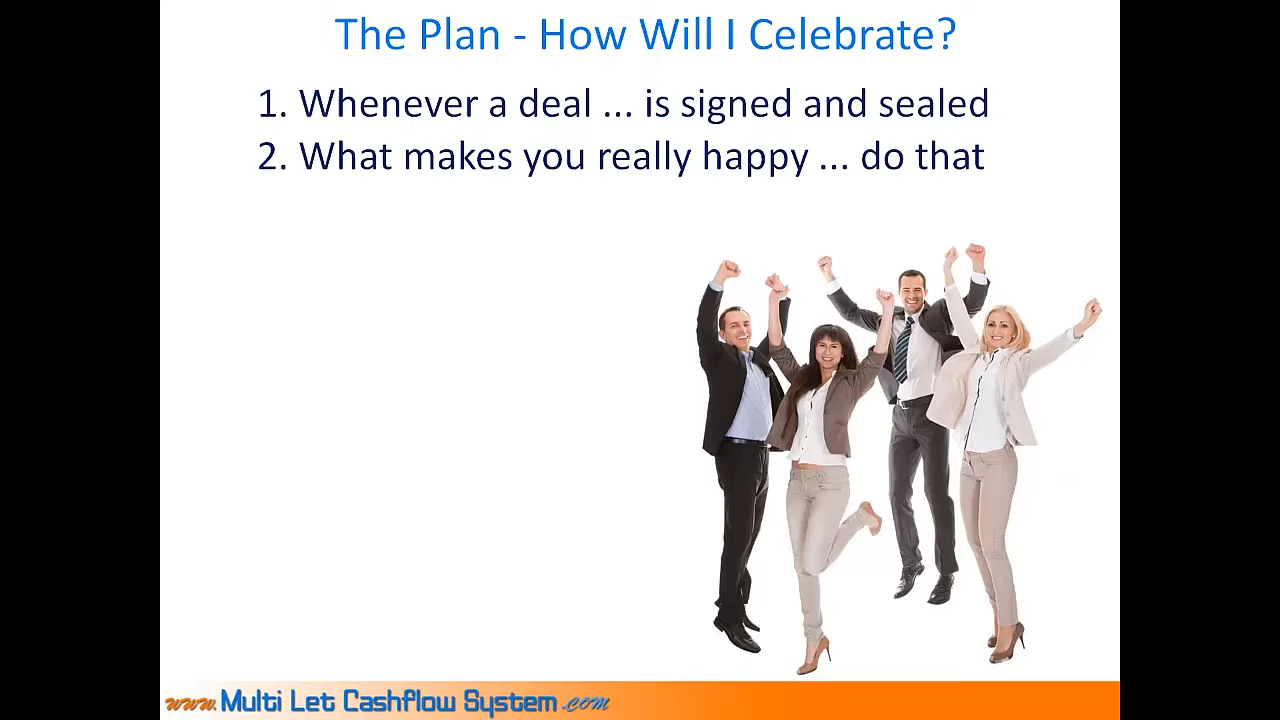 The Plan - How Will I Celebrate?
1. Whenever a deal ... is signed and sealed
2. What makes you really happy ... do that
www.Multi Let Cashflow System.com